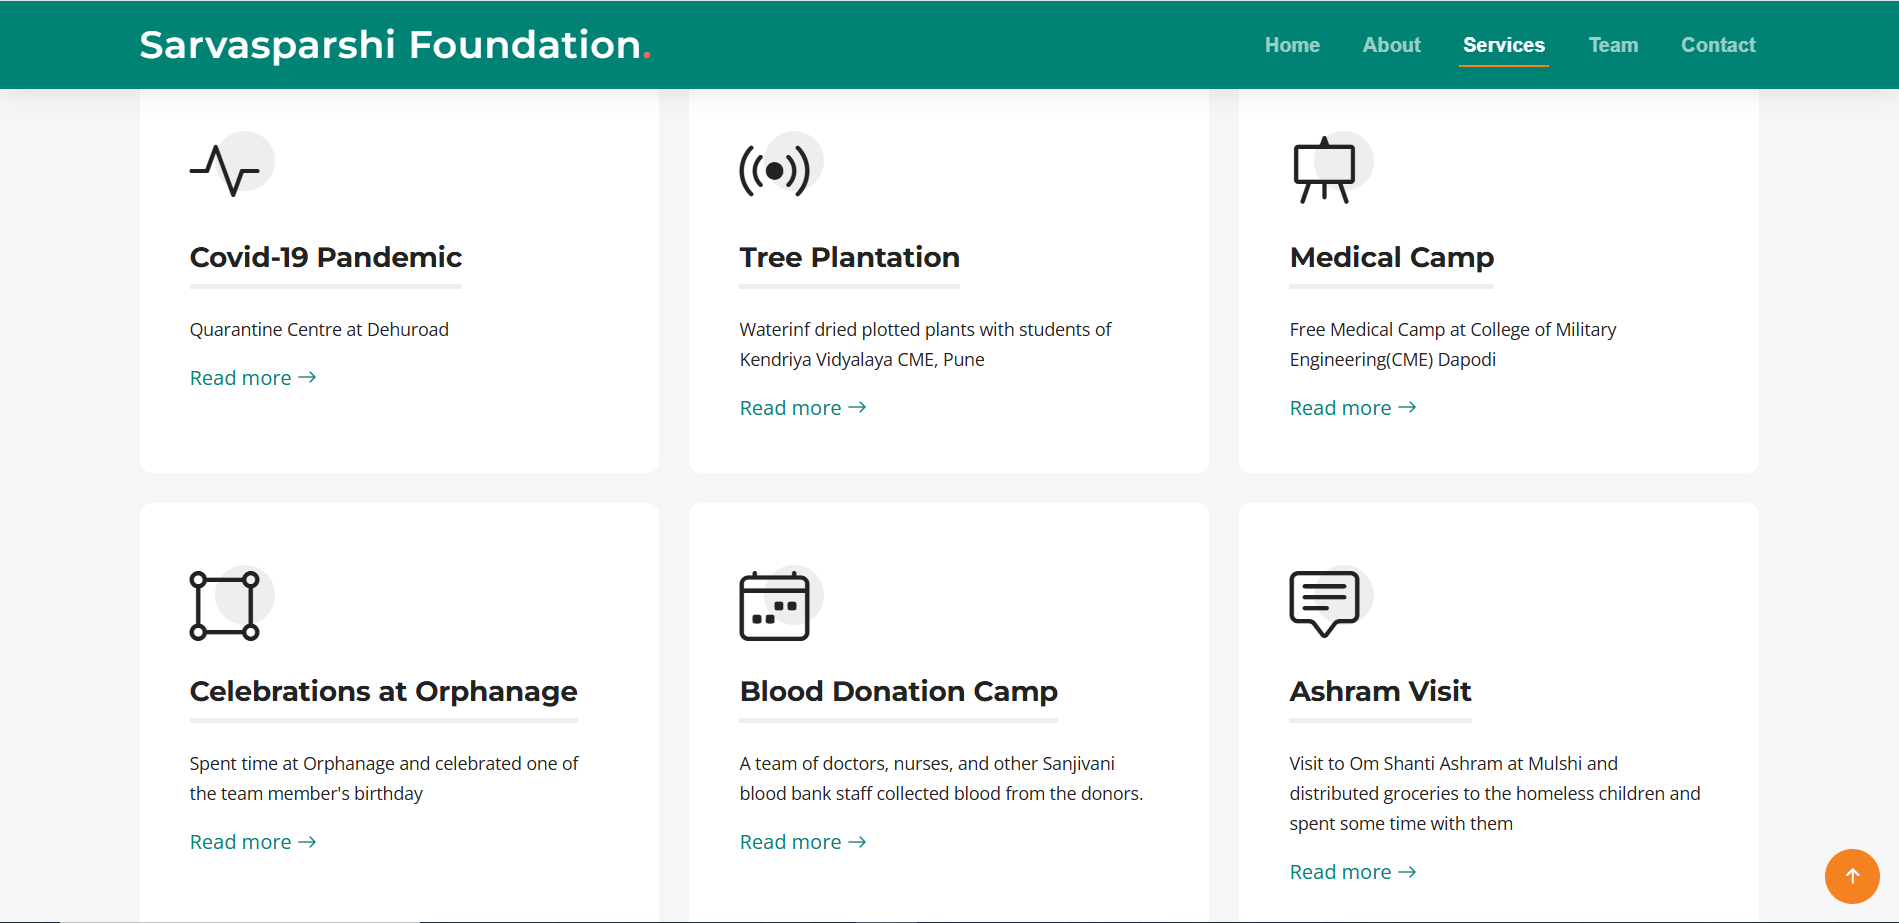 Sarvasparshi Foundation.
Home About Services Team Contact
Covid-19 Pandemic
Quarantine Centre at Dehuroad
Read more →
Tree Plantation
Waterinf dried plotted plants with students of
Kendriya Vidyalaya CME, Pune
Read more →
Medical Camp
Free Medical Camp at College of Military
Engineering(CME) Dapodi
Read more →
Celebrations at Orphanage
Spent time at Orphanage and celebrated one of
the team member's birthday
Read more →
Blood Donation Camp
A team of doctors, nurses, and other Sanjivani
blood bank staff collected blood from the donors.
Read more →
Ashram Visit
Visit to Om Shanti Ashram at Mulshi and
distributed groceries to the homeless children and
spent some time with them
Read more →